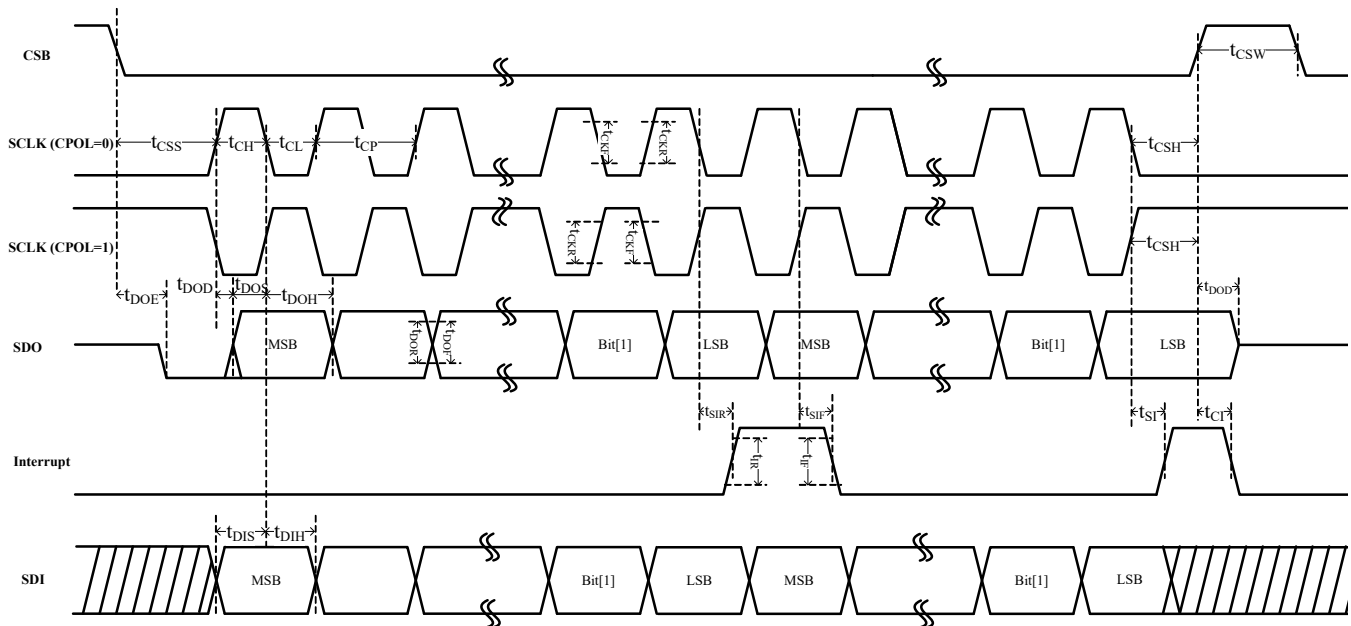 CSB
tCSW
SCLK (CPOL=0)
tCSS tCH tCL tCP tCKF tCKR tCSH
SCLK (CPOL=1)
tCKR tCKF tCSH
tDOE tDOD tDOS tDOH tDOD
SDO MSB tDOR tDOF Bit[1] LSB MSB Bit[1] LSB
tSIR tSIF tSI tCI
Interrupt tIR tIF
tDIS tDIH
SDI MSB Bit[1] LSB MSB Bit[1] LSB